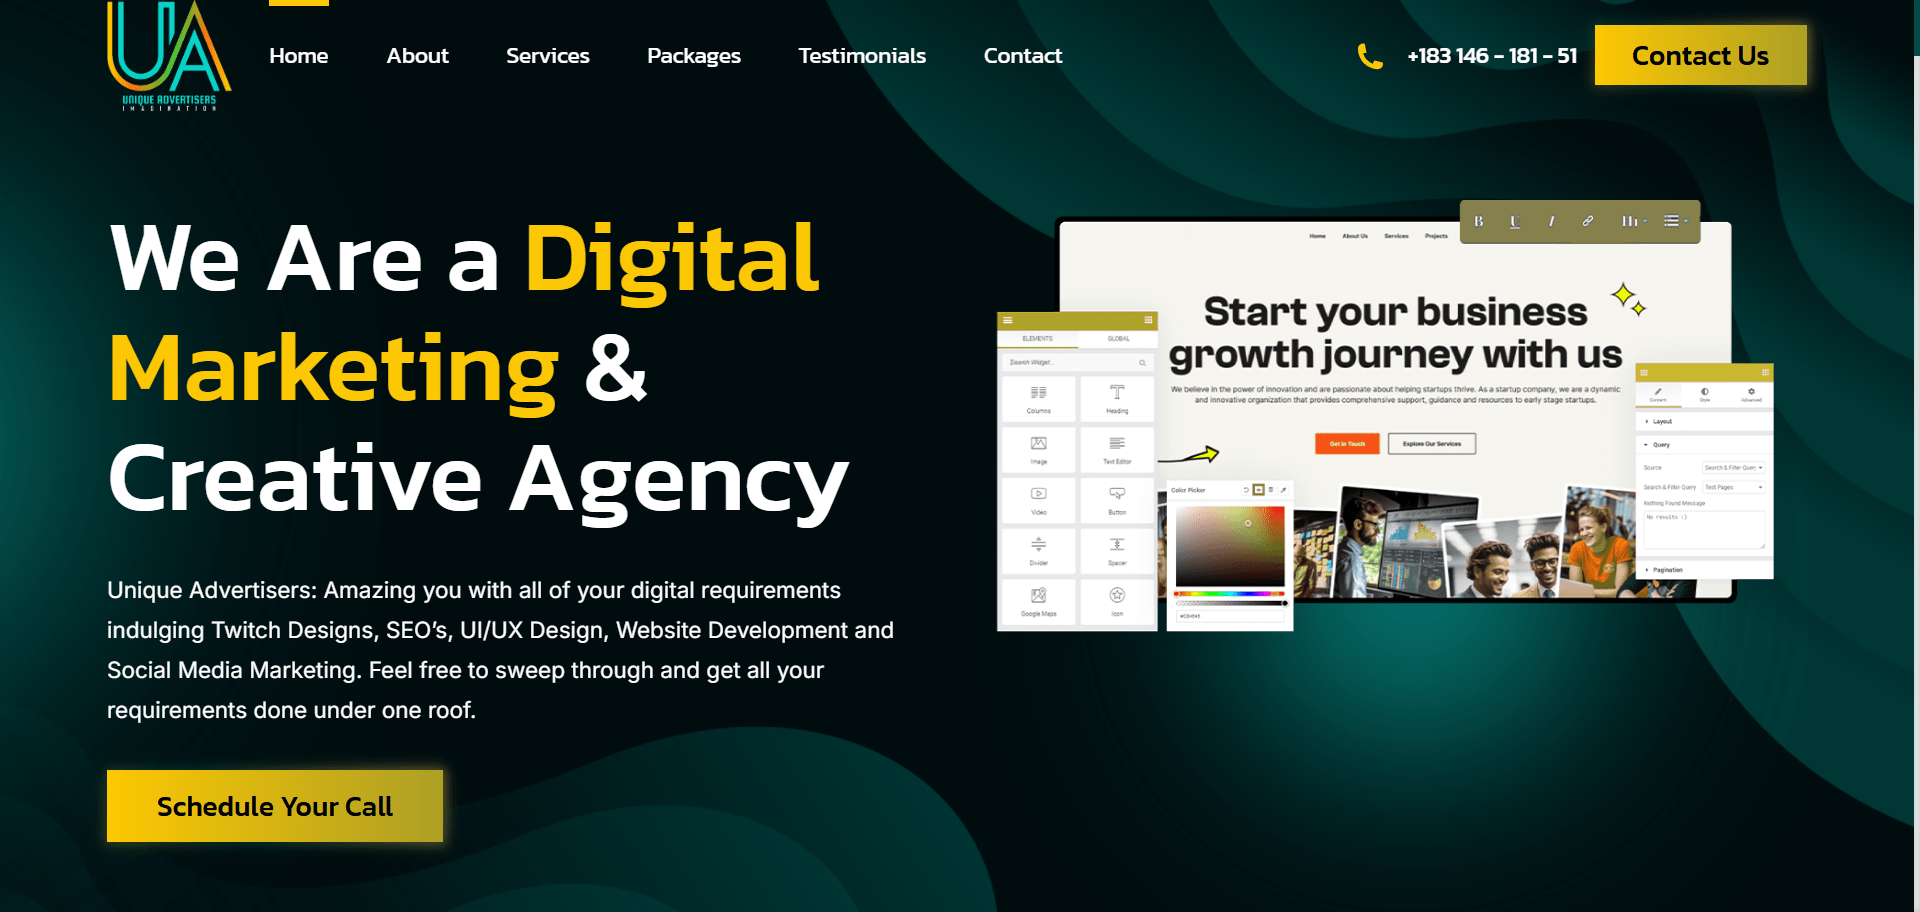 UA
UNIQUE ADVERTISERS
IMAGINATION
Home
About
Services
Packages
Testimonials
Contact
+183 146 – 181 – 51
Contact Us
We Are a Digital
Marketing &
Creative Agency
Unique Advertisers: Amazing you with all of your digital requirements
indulging Twitch Designs, SEO’s, UI/UX Design, Website Development and
Social Media Marketing. Feel free to sweep through and get all your
requirements done under one roof.
Schedule Your Call
B U I H1
Home
About Us
Services
Projects
Start your business
growth journey with us
We believe in the power of innovation and are passionate about helping startups thrive. As a startup company, we are a dynamic
and innovative organization that provides comprehensive support, guidance and resources to early stage startups.
Get in Touch
Explore Our Services
ELEMENTS
GLOBAL
Search Widget...
Columns
Heading
Image
Text Editor
Video
Button
Divider
Spacer
Google Maps
Icon
Color Picker
Content
Style
Advanced
Layout
Query
Source
Search & Filter Query
Search & Filter Query
Test Pages
Nothing Found Message
No results :)
Pagination